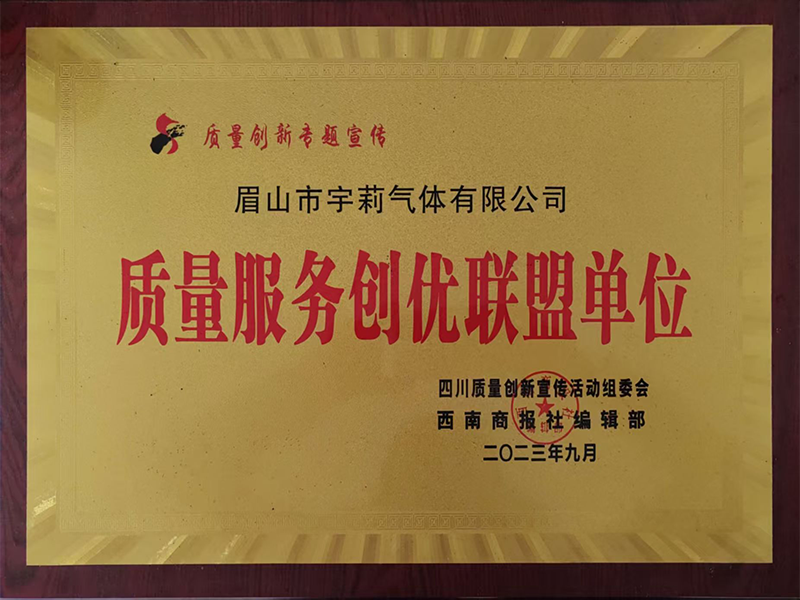 质量创新专题宣传
眉山市宇莉气体有限公司
质量服务创优联盟单位
四川质量创新宣传活动组委会
西南商报社编辑部
二〇二三年九月